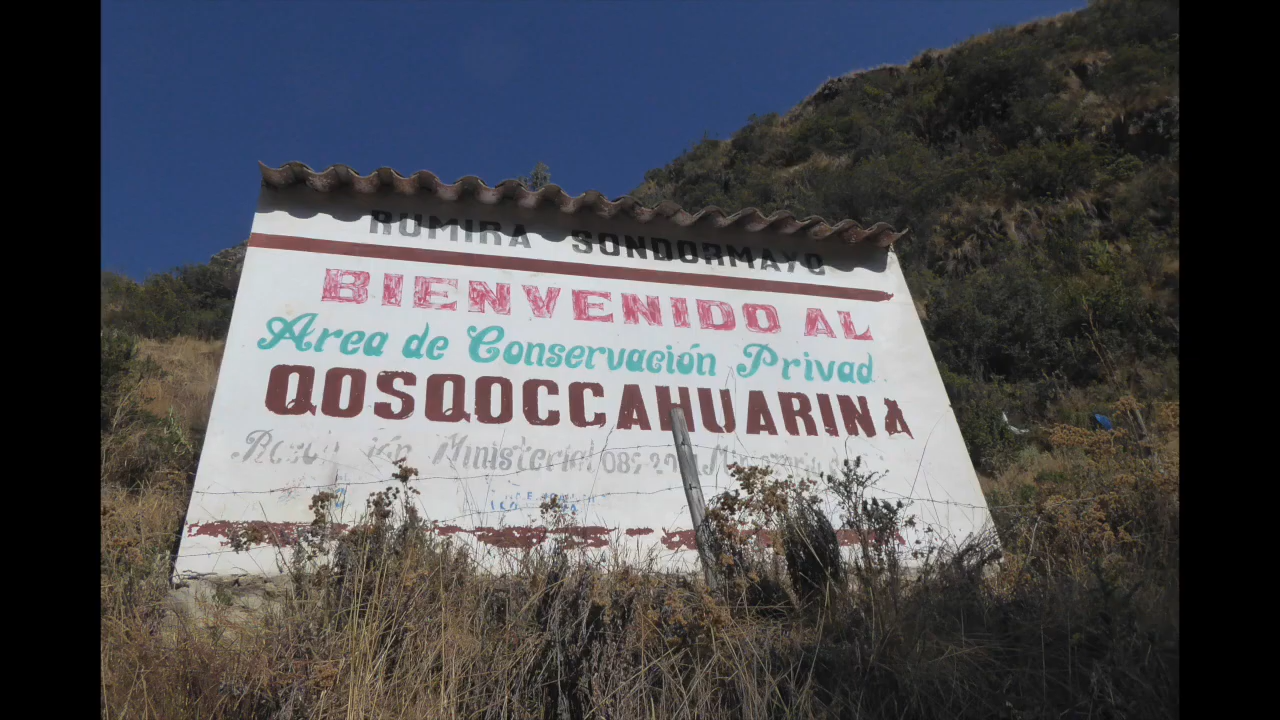 RUMIRA SONDORMAYO
BIENVENIDO AL
Area de Conservación Privad
QOSQOCCAHUARINA
Ministerial